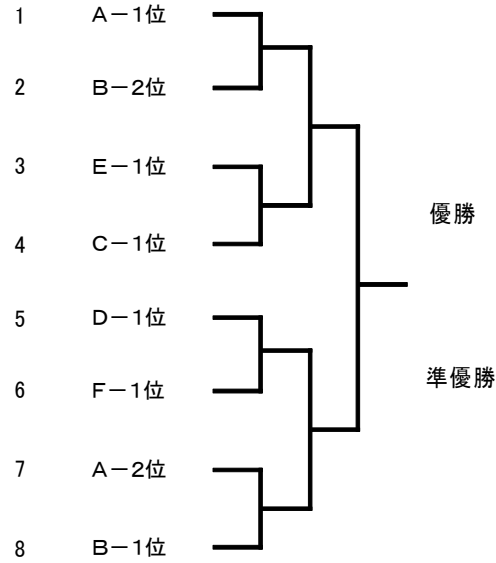 1 A－1位
2 B－2位
3 E－1位
4 C－1位
優勝
5 D－1位
6 F－1位
準優勝
7 A－2位
8 B－1位